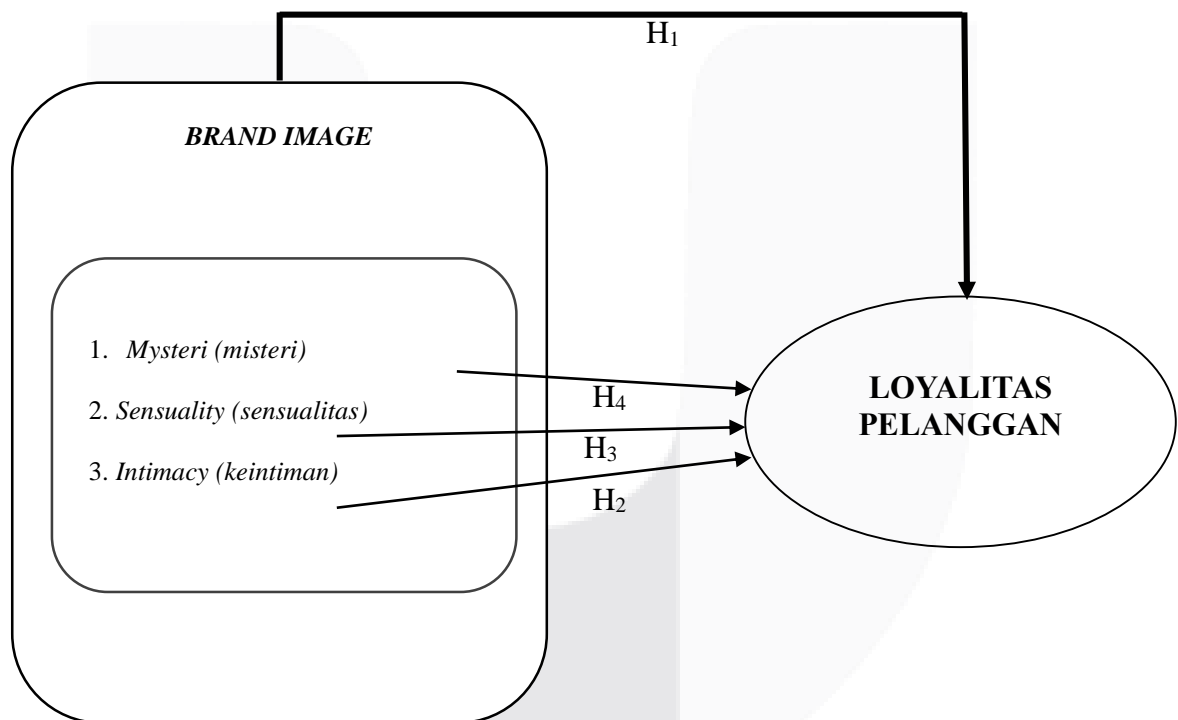 H₁
BRAND IMAGE
1. Mysteri (misteri)
2. Sensuality (sensualitas)
3. Intimacy (keintiman)
H₄
H₃
H₂
LOYALITAS
PELANGGAN